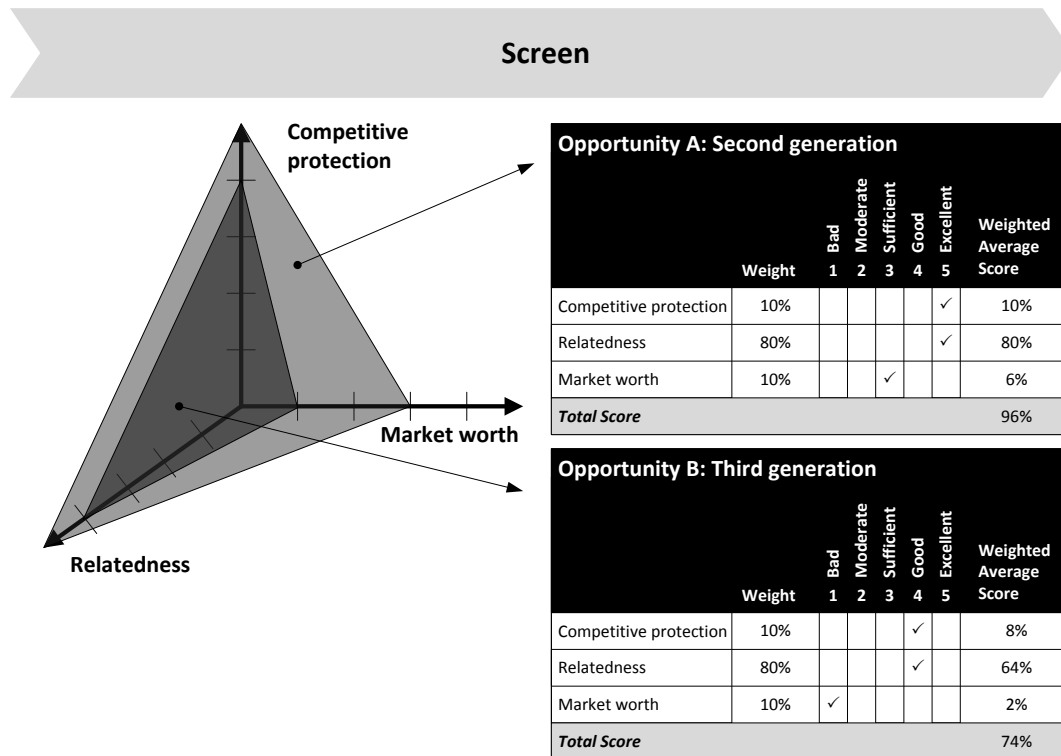 Screen
Competitive
protection
Market worth
Relatedness
Opportunity A: Second generation
Weight
Bad
1
Moderate
2
Sufficient
3
Good
4
Excellent
5
Weighted
Average
Score
Competitive protection 10% ✓ 10%
Relatedness 80% ✓ 80%
Market worth 10% ✓ 6%
Total Score 96%
Opportunity B: Third generation
Weight
Bad
1
Moderate
2
Sufficient
3
Good
4
Excellent
5
Weighted
Average
Score
Competitive protection 10% ✓ 8%
Relatedness 80% ✓ 64%
Market worth 10% ✓ 2%
Total Score 74%